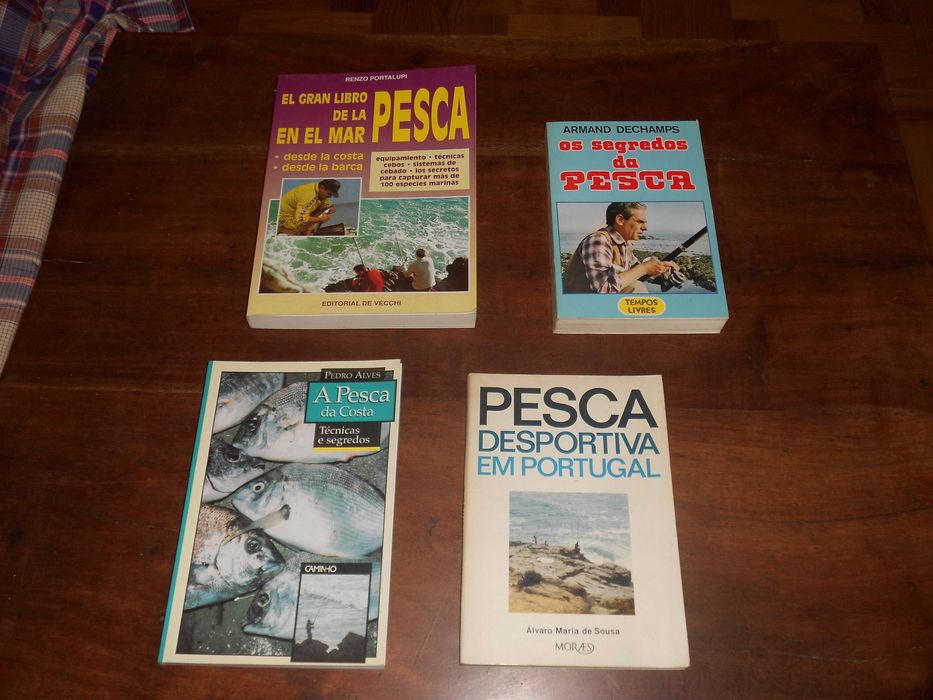 RENZO PORTALUPI
EL GRAN LIBRO
DE LA PESCA
EN EL MAR
• desde la costa
• desde la barca
equipamiento • técnicas
cebos • sistemas de
cebado • los secretos
para capturar más de
100 especies marinas
EDITORIAL DE VECCHI
ARMAND DECHAMPS
os segredos
da
PESCA
TEMPOS
LIVRES
PEDRO ALVES
A Pesca
da Costa
Técnicas
e segredos
CAMINHO
PESCA
DESPORTIVA
EM PORTUGAL
Álvaro Maria de Sousa
MORÆS